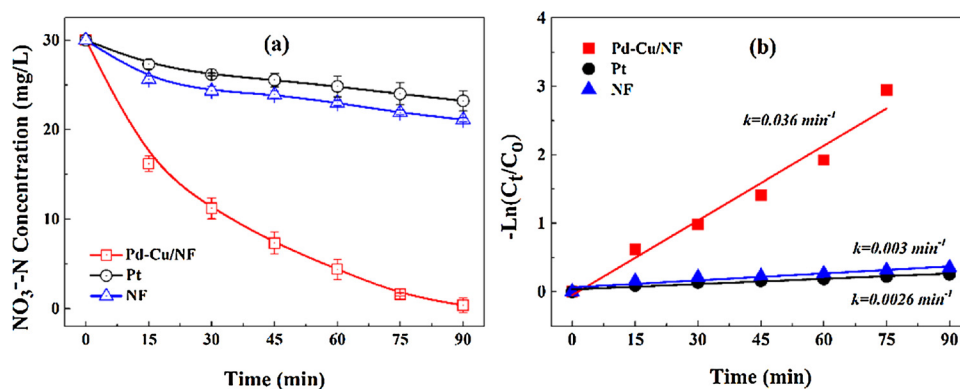 (a)
NO₃⁻-N Concentration (mg/L)
30
20
10
0
Pd-Cu/NF
Pt
NF
0 15 30 45 60 75 90
Time (min)
(b)
-Ln(Cₜ/C₀)
4
3
2
1
0
-1
Pd-Cu/NF
Pt
NF
k=0.036 min⁻¹
k=0.003 min⁻¹
k=0.0026 min⁻¹
0 15 30 45 60 75 90
Time (min)